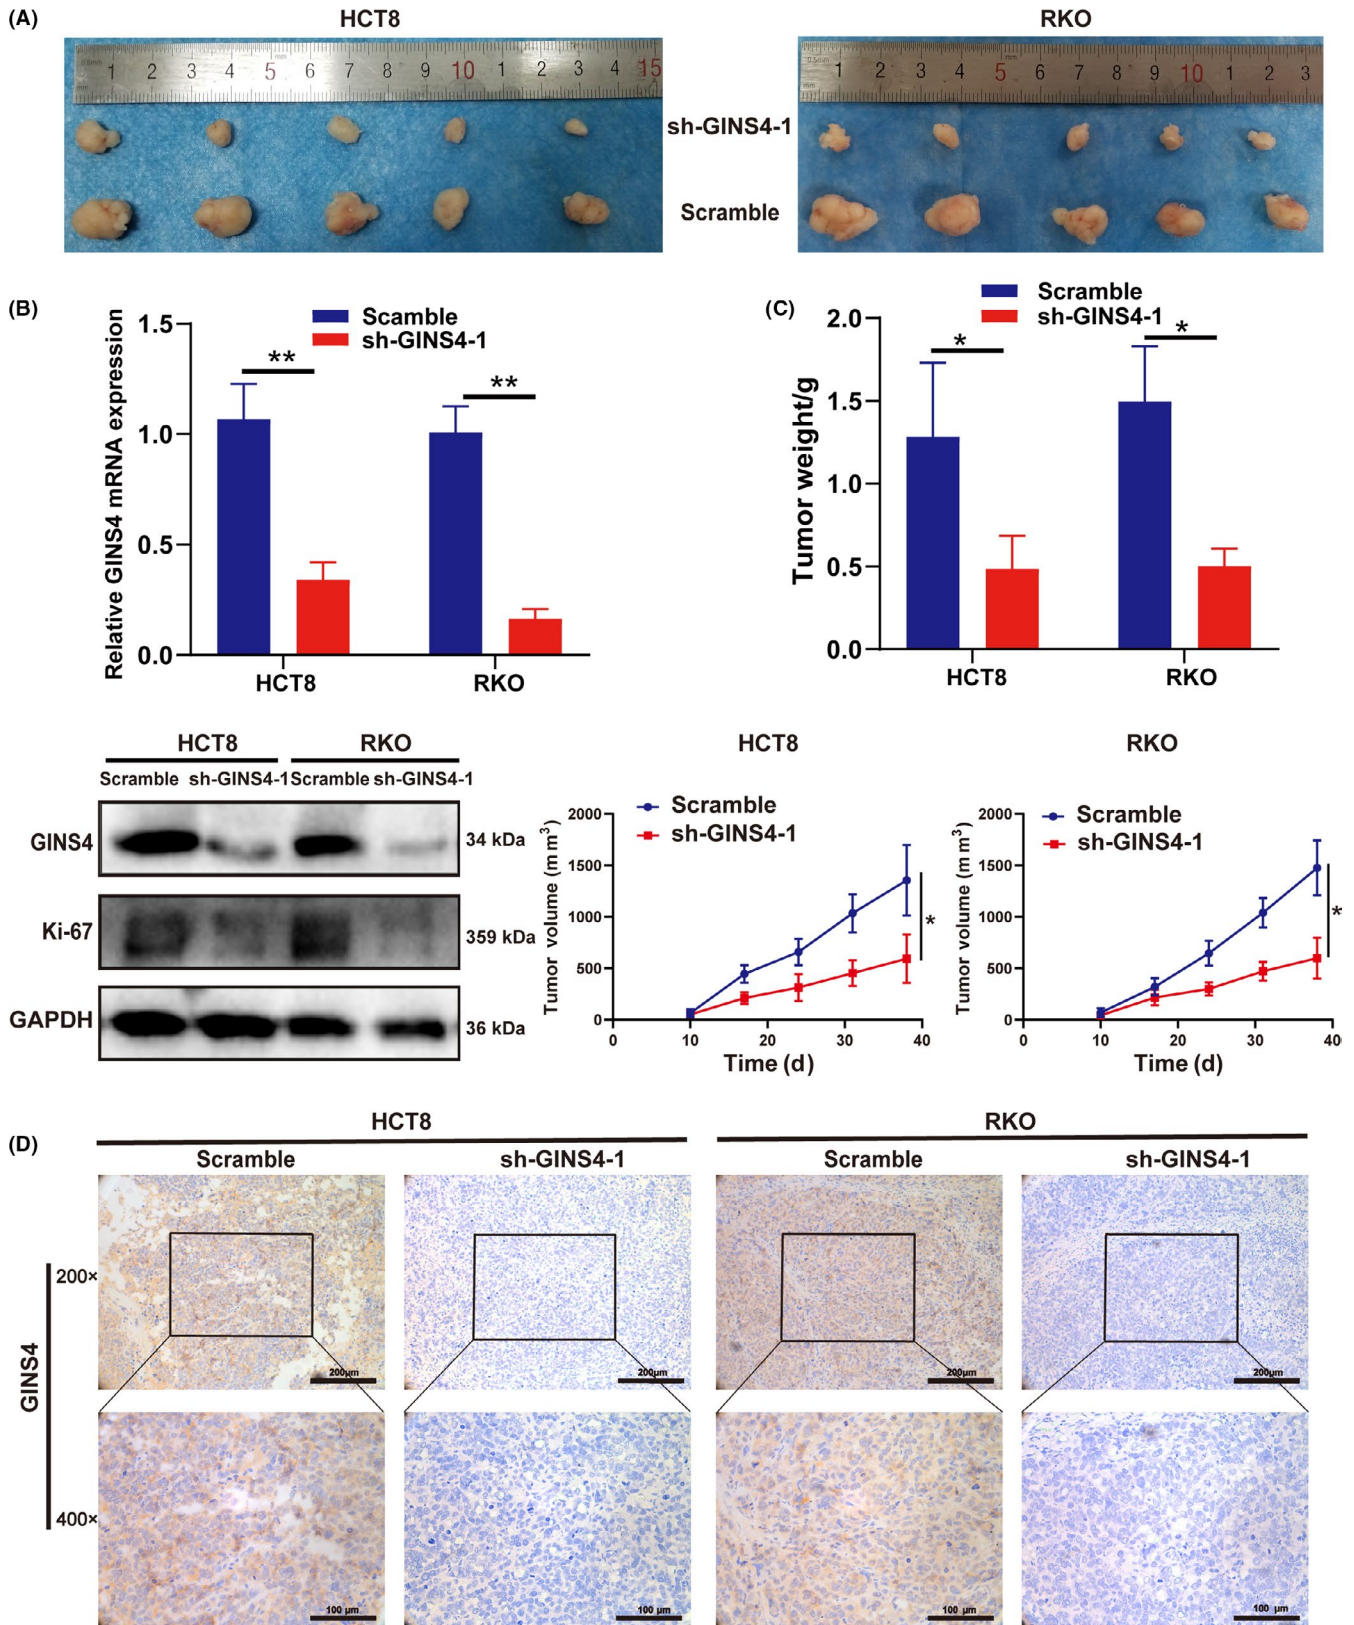 (A)
HCT8
RKO
0.5mm 1 2 3 4 5 6 7 8 9 10 1 2 3 4 15
mm
0.5mm 1 2 3 4 5 6 7 8 9 10 1 2 3
mm
sh-GINS4-1
Scramble
(B)
Scamble
sh-GINS4-1
Relative GINS4 mRNA expression
1.5
1.0
0.5
0.0
**
**
HCT8
RKO
(C)
Scramble
sh-GINS4-1
Tumor weight/g
2.0
1.5
1.0
0.5
0.0
*
*
HCT8
RKO
HCT8
RKO
Scramble sh-GINS4-1 Scramble sh-GINS4-1
GINS4
34 kDa
Ki-67
359 kDa
GAPDH
36 kDa
HCT8
Scramble
sh-GINS4-1
Tumor volume (mm³)
2000
1500
1000
500
0
*
0 10 20 30 40
Time (d)
RKO
Scramble
sh-GINS4-1
Tumor volume (mm³)
2000
1500
1000
500
0
*
0 10 20 30 40
Time (d)
(D)
HCT8
RKO
Scramble
sh-GINS4-1
Scramble
sh-GINS4-1
GINS4
200×
200µm
200µm
200µm
200µm
400×
100 µm
100 µm
100 µm
100 µm